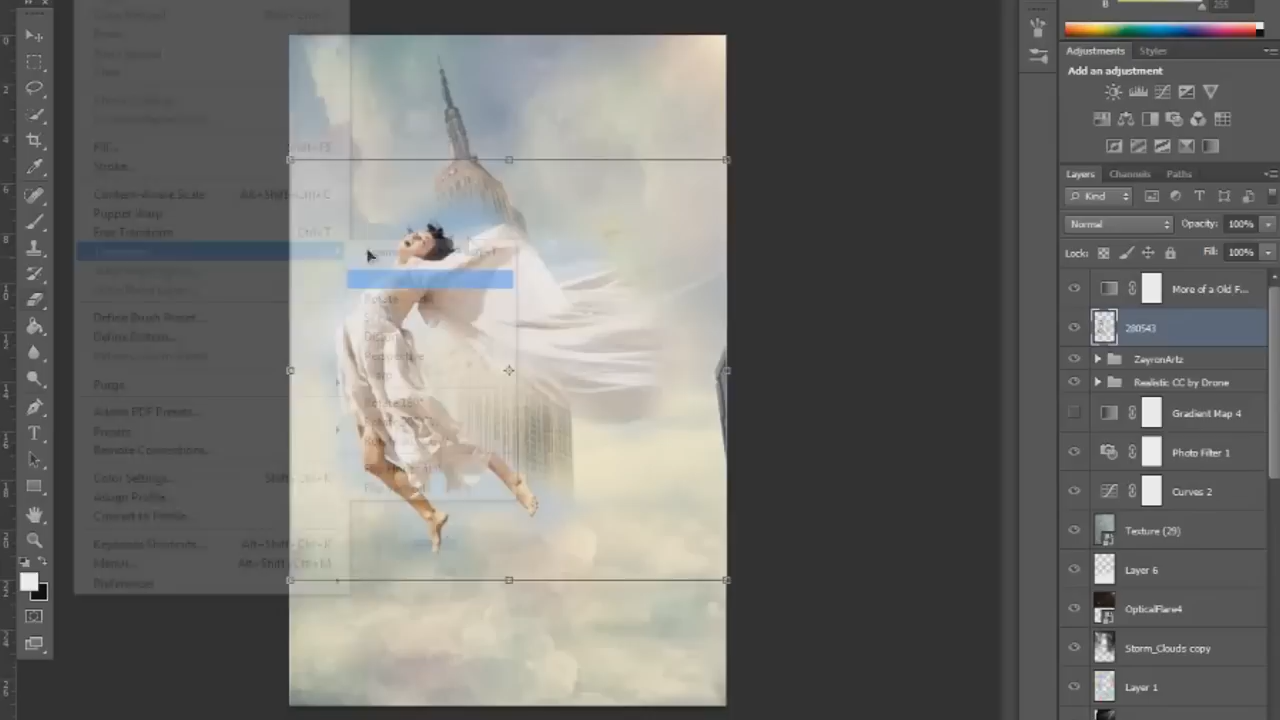 B
255
Adjustments
Styles
Add an adjustment
Layers
Channels
Paths
Kind
Normal
Opacity:
100%
Lock:
Fill:
100%
More of a Old F...
280543
ZayronArtz
Realistic CC by Drone
Gradient Map 4
Photo Filter 1
Curves 2
Texture (29)
Layer 6
OpticalFlare4
Storm_Clouds copy
Layer 1
Fill...
Stroke...
Content-Aware Scale
Alt+Shift+Ctrl+C
Puppet Warp
Free Transform
Ctrl+T
Define Brush Preset...
Define Pattern...
Purge
Adobe PDF Presets...
Presets
Remote Connections...
Color Settings...
Assign Profile...
Convert to Profile...
Keyboard Shortcuts...
Alt+Shift+Ctrl+K
Menus...
Alt+Shift+Ctrl+M
Preferences
Rotate
Perspective